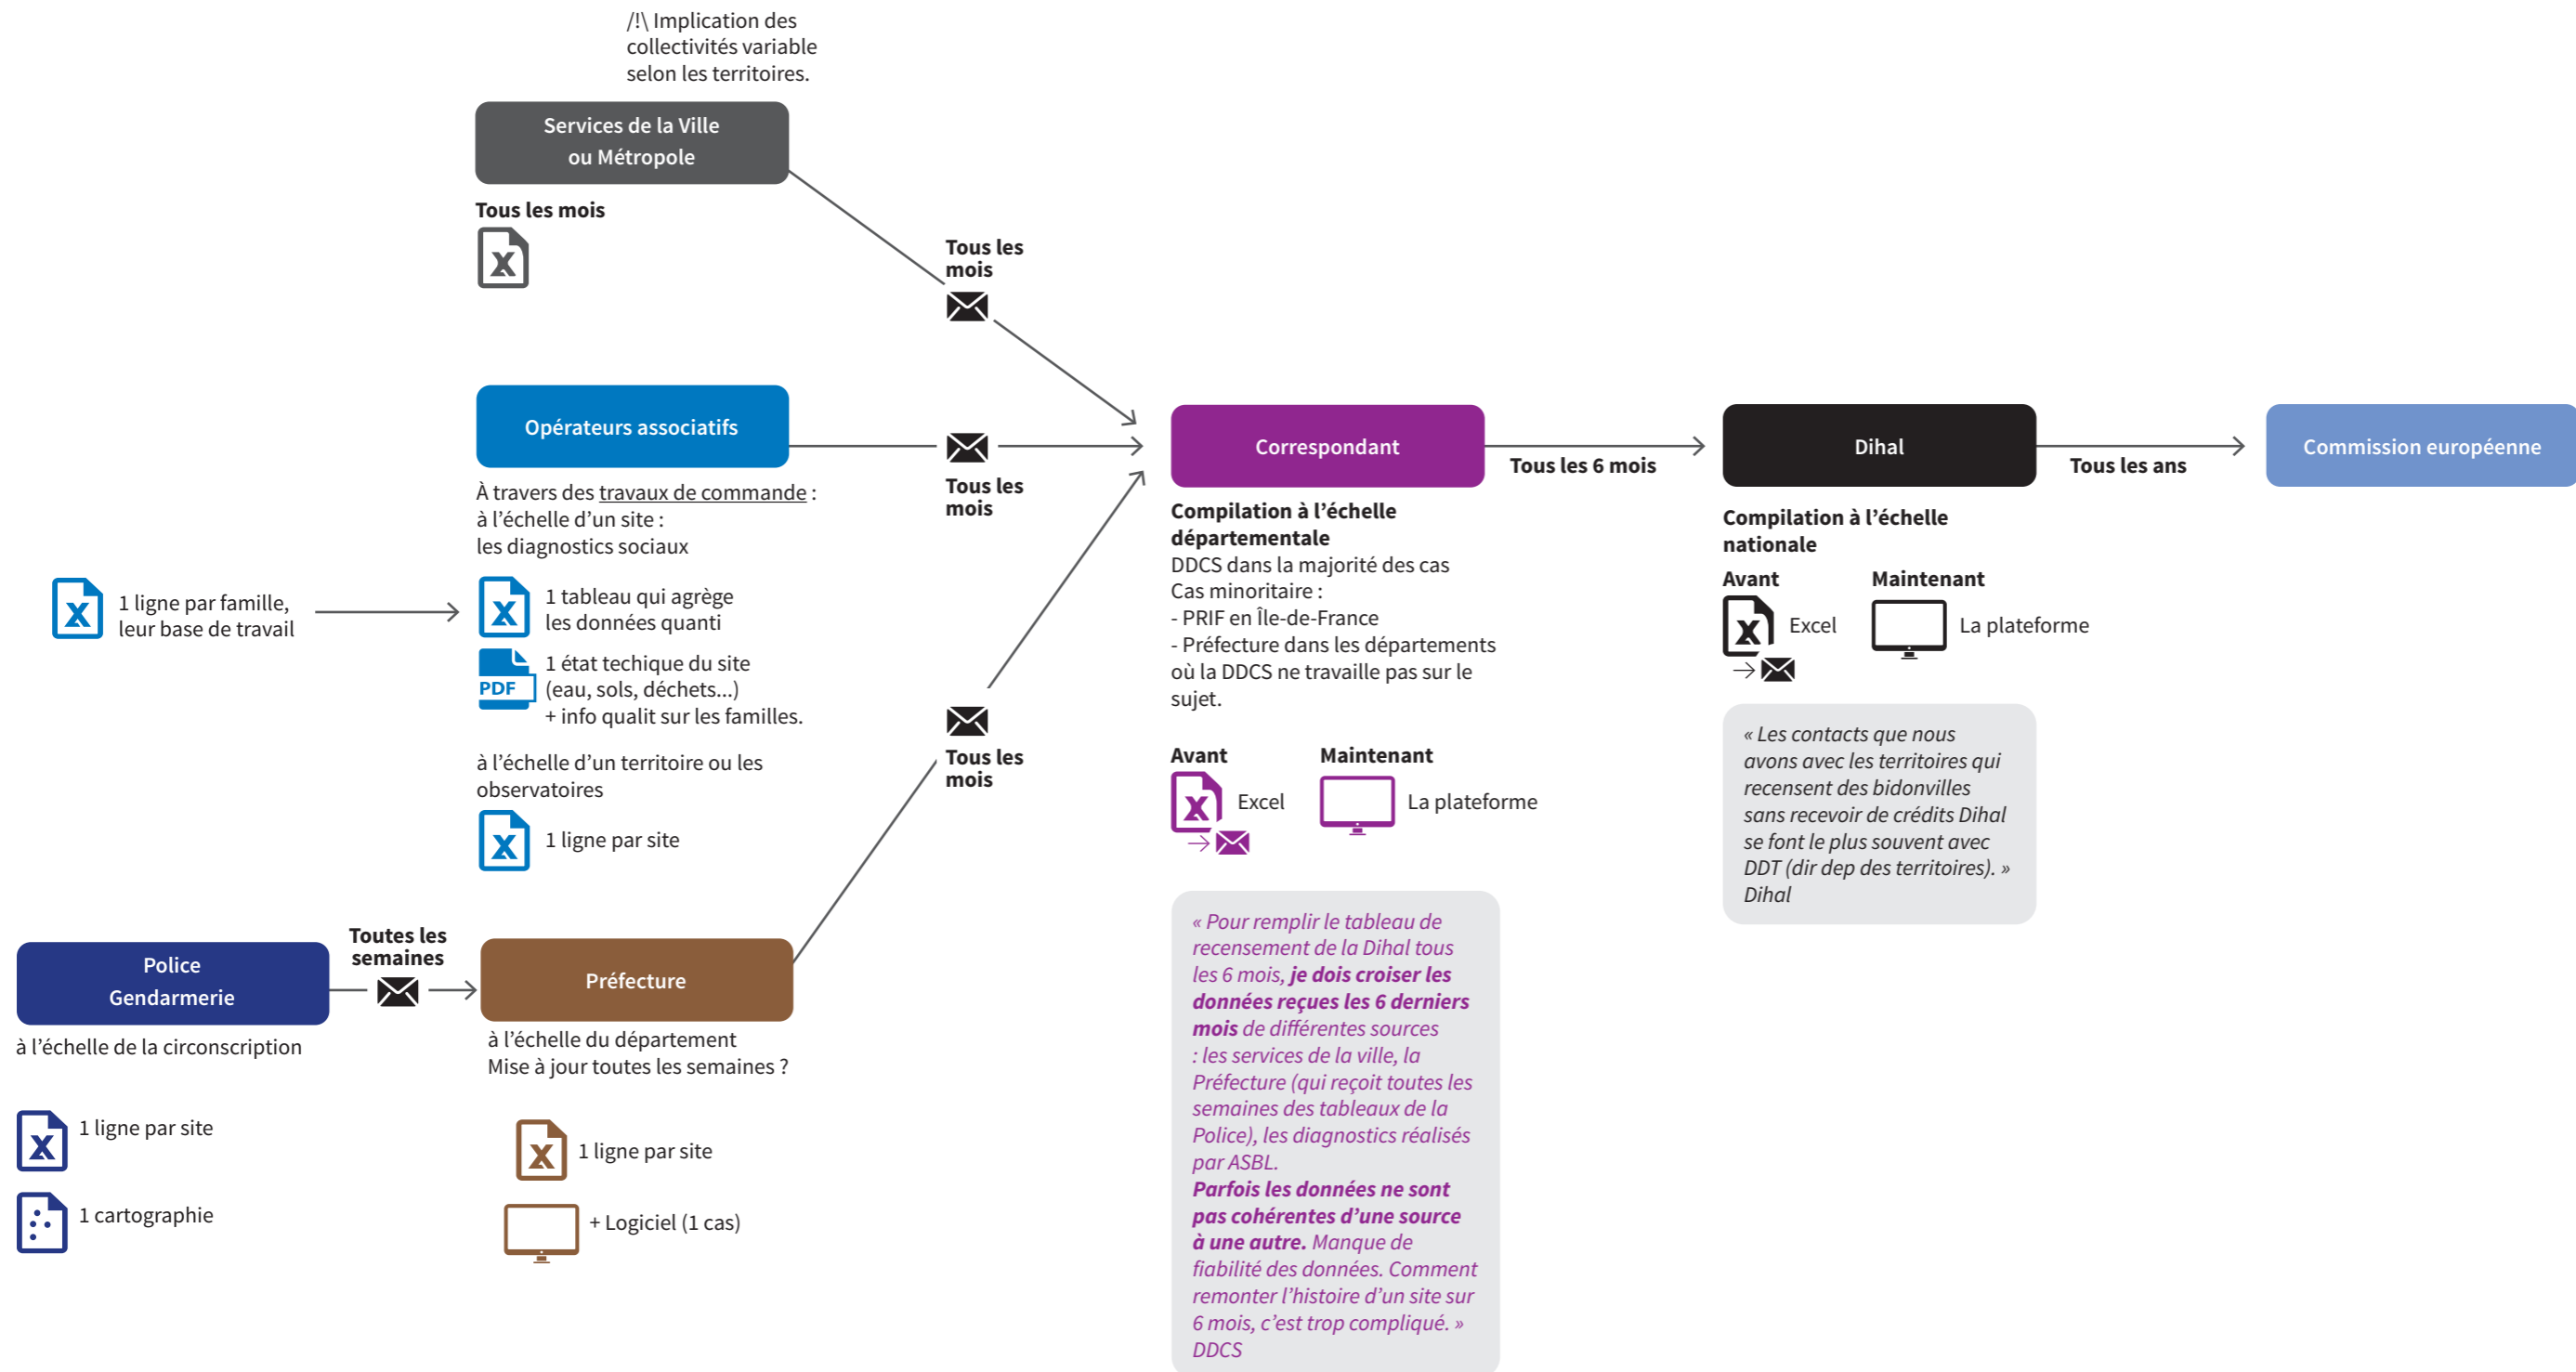 /!\ Implication des
collectivités variable
selon les territoires.
Services de la Ville
ou Métropole
Tous les mois
X
Tous les
mois
Opérateurs associatifs
À travers des travaux de commande :
à l’échelle d’un site :
les diagnostics sociaux
X
1 ligne par famille,
leur base de travail
X
1 tableau qui agrège
les données quanti
PDF
1 état techique du site
(eau, sols, déchets...)
+ info qualit sur les familles.
à l’échelle d’un territoire ou les
observatoires
X
1 ligne par site
Tous les
mois
Police
Gendarmerie
à l’échelle de la circonscription
X
1 ligne par site
1 cartographie
Toutes les
semaines
Préfecture
à l’échelle du département
Mise à jour toutes les semaines ?
X
1 ligne par site
+ Logiciel (1 cas)
Tous les
mois
Correspondant
Compilation à l’échelle
départementale
DDCS dans la majorité des cas
Cas minoritaire :
- PRIF en Île-de-France
- Préfecture dans les départements
où la DDCS ne travaille pas sur le
sujet.
Avant
X
Excel
Maintenant
La plateforme
« Pour remplir le tableau de
recensement de la Dihal tous
les 6 mois, je dois croiser les
données reçues les 6 derniers
mois de différentes sources
: les services de la ville, la
Préfecture (qui reçoit toutes les
semaines des tableaux de la
Police), les diagnostics réalisés
par ASBL.
Parfois les données ne sont
pas cohérentes d’une source
à une autre. Manque de
fiabilité des données. Comment
remonter l’histoire d’un site sur
6 mois, c’est trop compliqué. »
DDCS
Tous les 6 mois
Dihal
Compilation à l’échelle
nationale
Avant
X
Excel
Maintenant
La plateforme
« Les contacts que nous
avons avec les territoires qui
recensent des bidonvilles
sans recevoir de crédits Dihal
se font le plus souvent avec
DDT (dir dep des territoires). »
Dihal
Tous les ans
Commission européenne